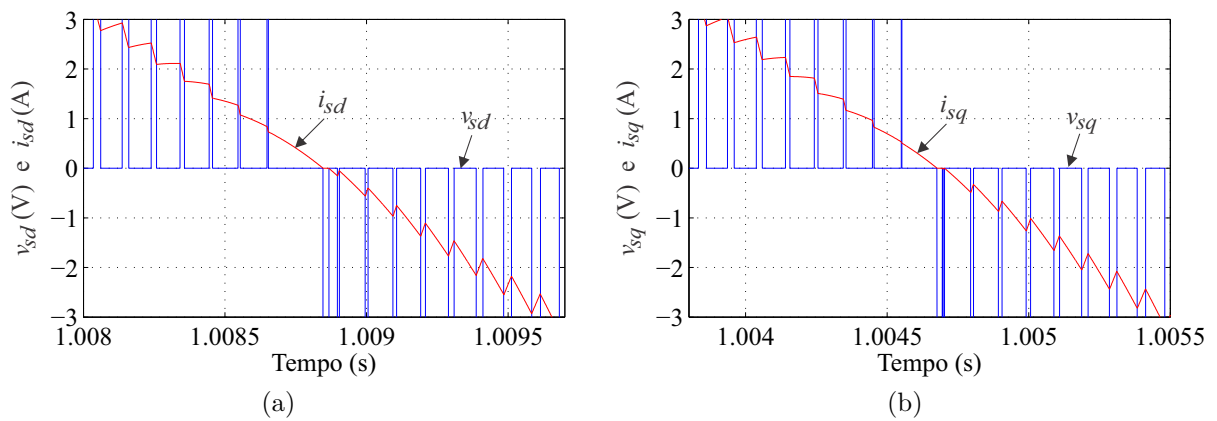 v_sd (V) e i_sd (A)
3
2
1
0
−1
−2
−3
i_sd
v_sd
1.008
1.0085
1.009
1.0095
Tempo (s)
(a)
v_sq (V) e i_sq (A)
3
2
1
0
−1
−2
−3
i_sq
v_sq
1.004
1.0045
1.005
1.0055
Tempo (s)
(b)